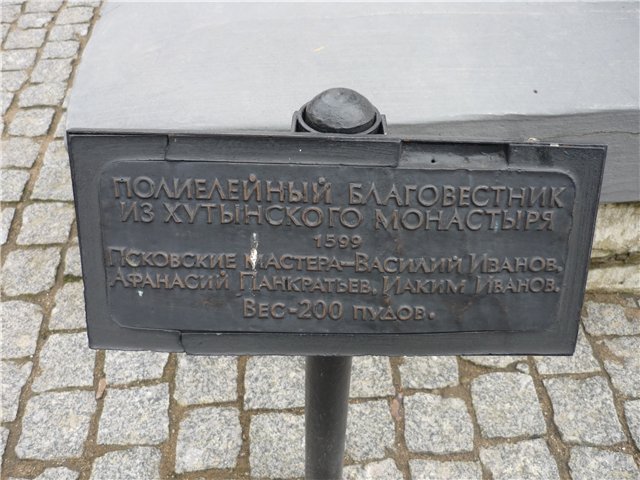 ПОЛИЕЛЕЙНЫЙ БЛАГОВЕСТНИК
ИЗ ХУТЫНСКОГО МОНАСТЫРЯ
1599
Псковские мастера-Василий Иванов,
Афанасий Панкратьев, Иаким Иванов.
Вес-200 пудов.